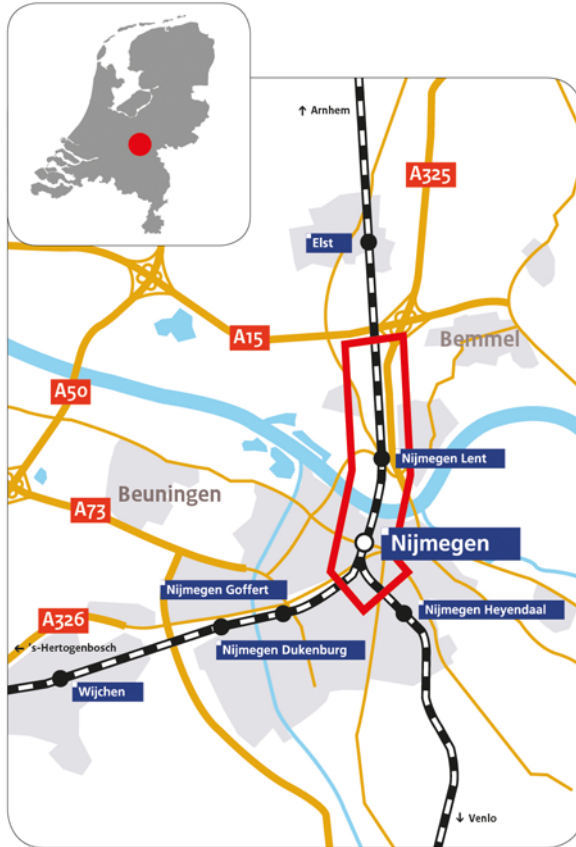 ↑ Arnhem
A325
Elst
A15
Bemmel
A50
Nijmegen Lent
Beuningen
A73
Nijmegen
Nijmegen Goffert
Nijmegen Heyendaal
A326
← 's-Hertogenbosch
Nijmegen Dukenburg
Wijchen
↓ Venlo